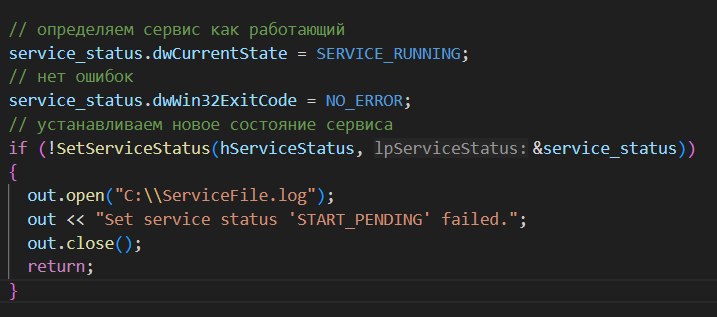 // определяем сервис как работающий
service_status.dwCurrentState = SERVICE_RUNNING;
// нет ошибок
service_status.dwWin32ExitCode = NO_ERROR;
// устанавливаем новое состояние сервиса
if (!SetServiceStatus(hServiceStatus, lpServiceStatus: &service_status))
{
out.open("C:\\ServiceFile.log");
out << "Set service status 'START_PENDING' failed.";
out.close();
return;
}